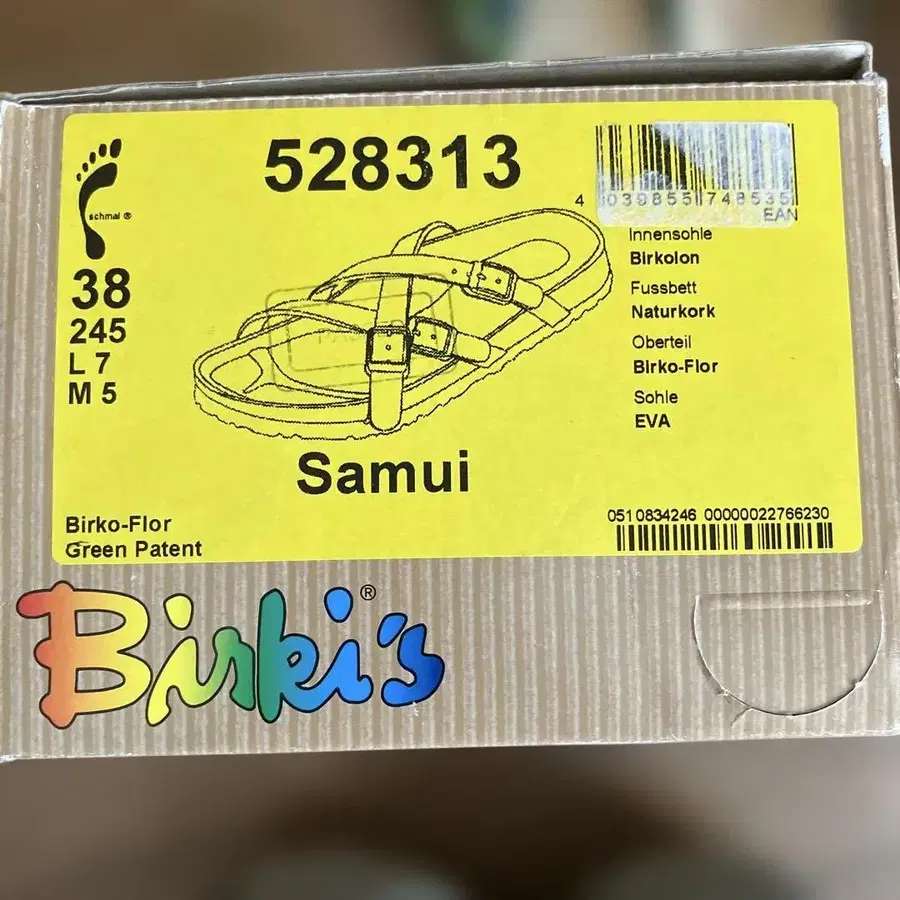 528313
schmal ®
38
245
L 7
M 5
4 039855 748535
EAN
Innensohle
Birkolon
Fussbett
Naturkork
Oberteil
Birko-Flor
Sohle
EVA
Samui
Birko-Flor
Green Patent
0510834246 00000022766230
Birki's®